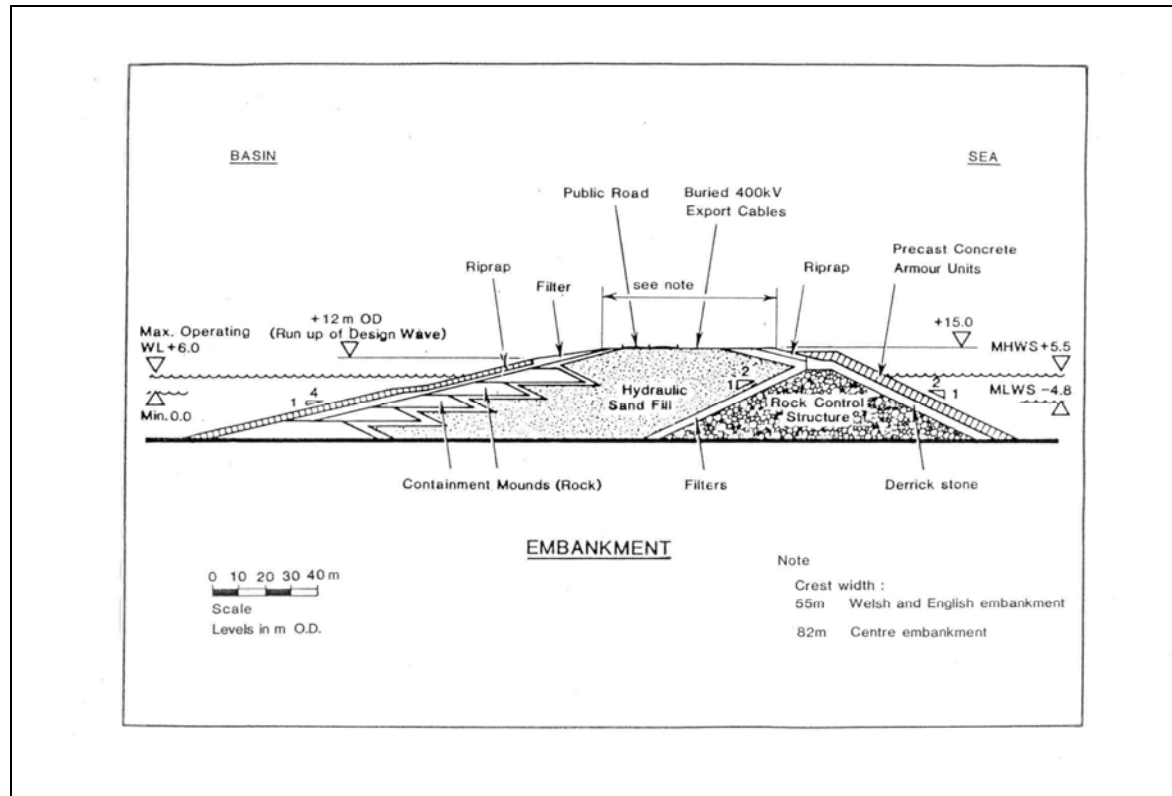 BASIN
SEA
Public Road
Buried 400kV
Export Cables
Precast Concrete
Armour Units
Riprap
Filter
see note
Riprap
+12m OD
(Run up of Design Wave)
Max. Operating
WL +6.0
+15.0
MHWS +5.5
MLWS -4.8
Min. 0.0
1 4
Hydraulic
Sand Fill
1 2
Rock Control
Structure
2 1
Containment Mounds (Rock)
Filters
Derrick stone
EMBANKMENT
Note
Crest width :
55m Welsh and English embankment
82m Centre embankment
0 10 20 30 40 m
Scale
Levels in m O.D.